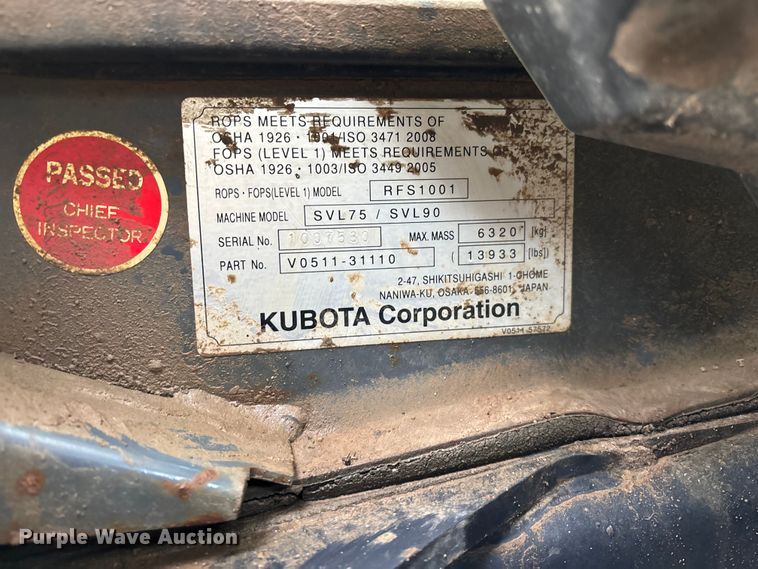 ROPS MEETS REQUIREMENTS OF
OSHA 1926・1001/ISO 3471 2008
FOPS (LEVEL 1) MEETS REQUIREMENTS OF
OSHA 1926・1003/ISO 3449 2005
ROPS・FOPS(LEVEL 1) MODEL RFS1001
MACHINE MODEL SVL75 / SVL90
SERIAL No. MAX. MASS 6320 [kg]
PART No. V0511-31110 (13933 [lbs])
2-47, SHIKITSUHIGASHI 1-CHOME
NANIWA-KU, OSAKA 556-8601, JAPAN
KUBOTA Corporation
V0511-57572
PASSED
CHIEF
INSPECTOR
Purple Wave Auction